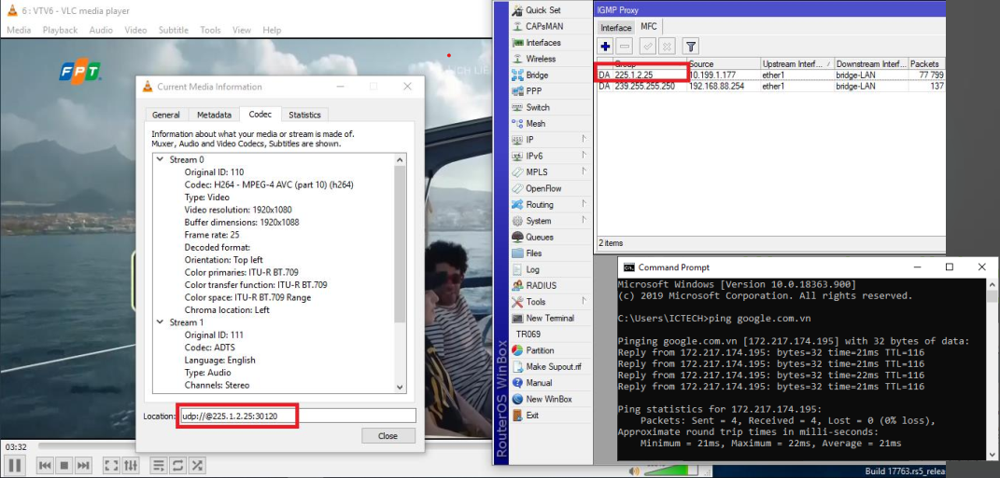 6 : VTV6 - VLC media player
Media Playback Audio Video Subtitle Tools View Help
FPT
Current Media Information
General Metadata Codec Statistics
Information about what your media or stream is made of.
Muxer, Audio and Video Codecs, Subtitles are shown.
Stream 0
Original ID: 110
Codec: H264 - MPEG-4 AVC (part 10) (h264)
Type: Video
Video resolution: 1920x1080
Buffer dimensions: 1920x1088
Frame rate: 25
Decoded format:
Orientation: Top left
Color primaries: ITU-R BT.709
Color transfer function: ITU-R BT.709
Color space: ITU-R BT.709 Range
Chroma location: Left
Stream 1
Original ID: 111
Codec: ADTS
Language: English
Type: Audio
Channels: Stereo
Location: udp://@225.1.2.25:30120
Close
03:32
RouterOS WinBox
Quick Set
CAPsMAN
Interfaces
Wireless
Bridge
PPP
Switch
Mesh
IP
IPv6
MPLS
OpenFlow
Routing
System
Queues
Files
Log
RADIUS
Tools
New Terminal
TR069
Partition
Make Supout.rif
Manual
New WinBox
Exit
IGMP Proxy
Interface MFC
Group Source Upstream Interf... Downstream Interf... Packets
DA 225.1.2.25 10.199.1.177 ether1 bridge-LAN 77 799
DA 239.255.255.250 192.168.88.254 ether1 bridge-LAN 137
2 items
Command Prompt
Microsoft Windows [Version 10.0.18363.900]
(c) 2019 Microsoft Corporation. All rights reserved.
C:\Users\ICTECH>ping google.com.vn
Pinging google.com.vn [172.217.174.195] with 32 bytes of data:
Reply from 172.217.174.195: bytes=32 time=21ms TTL=116
Reply from 172.217.174.195: bytes=32 time=21ms TTL=116
Reply from 172.217.174.195: bytes=32 time=22ms TTL=116
Reply from 172.217.174.195: bytes=32 time=21ms TTL=116
Ping statistics for 172.217.174.195:
Packets: Sent = 4, Received = 4, Lost = 0 (0% loss),
Approximate round trip times in milli-seconds:
Minimum = 21ms, Maximum = 22ms, Average = 21ms
Build 17763.rs5_relea